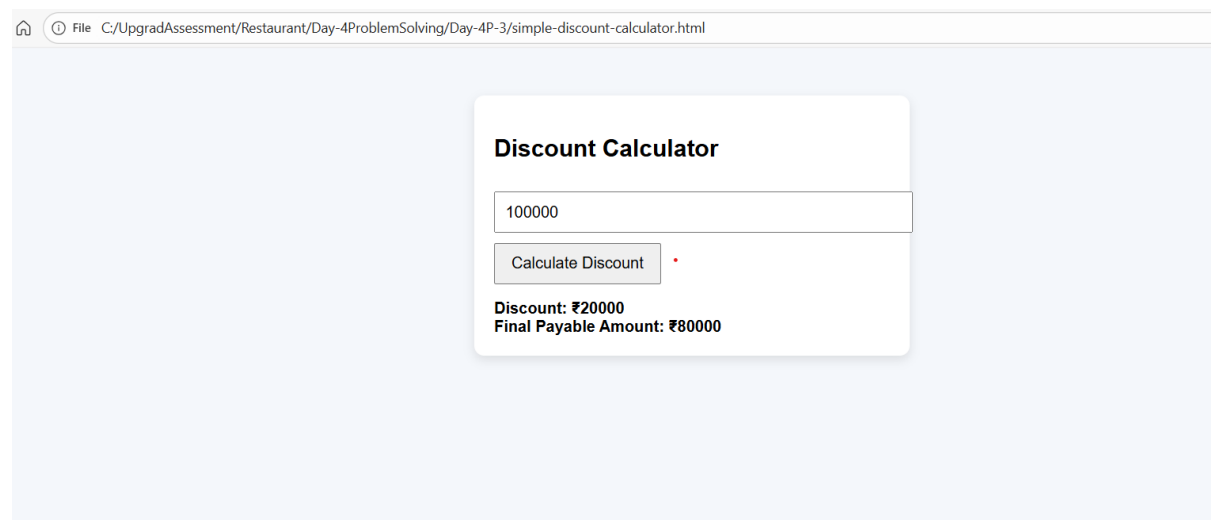 File C:/UpgradAssessment/Restaurant/Day-4ProblemSolving/Day-4P-3/simple-discount-calculator.html
Discount Calculator
100000
Calculate Discount
Discount: ₹20000
Final Payable Amount: ₹80000